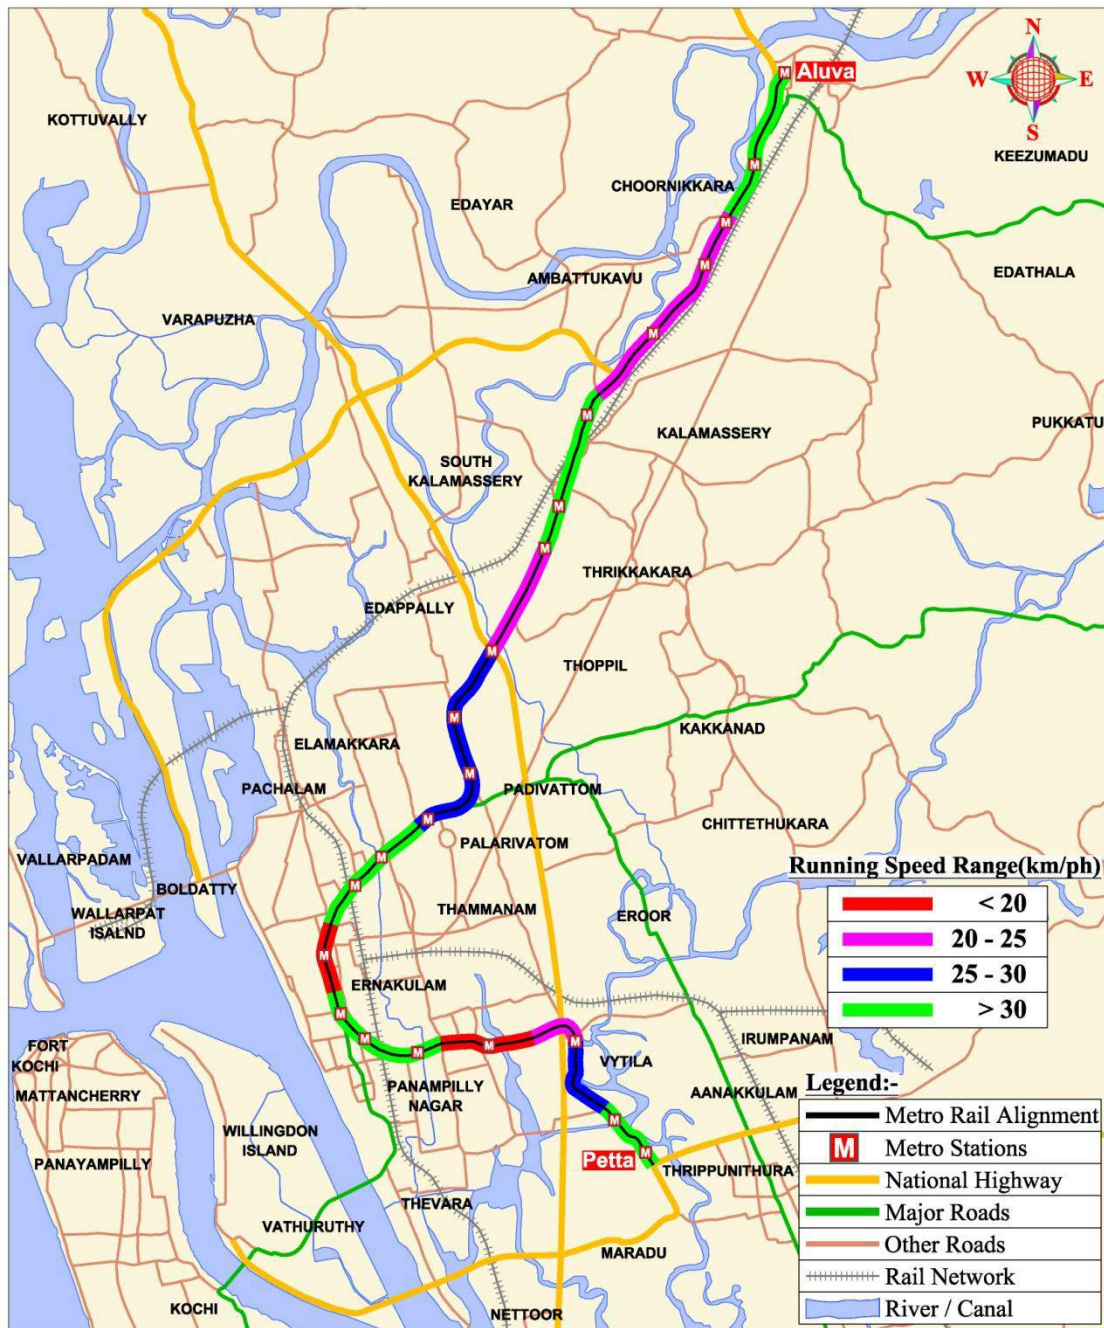 N
Aluva
W
E
S
KOTTUVALLY
KEEZUMADU
CHOORNIKKARA
EDAYAR
EDATHALA
AMBATTUKAVU
VARAPUZHA
PUKKATU
KALAMASSERY
SOUTH
KALAMASSERY
THRIKKAKARA
EDAPPALLY
THOPPIL
KAKKANAD
ELAMAKKARA
PACHALAM
PADIVATTOM
CHITTETHUKARA
PALARIVATOM
VALLARPADAM
BOLDATTY
Running Speed Range(km/ph)
< 20
20 - 25
25 - 30
> 30
WALLARPAT
ISALND
THAMMANAM
EROOR
ERNAKULAM
IRUMPANAM
FORT
KOCHI
VYTILA
MATTANCHERRY
PANAMPILLY
NAGAR
AANAKKULAM
WILLINGDON
ISLAND
PANAYAMPILLY
Petta
THRIPPUNITHURA
THEVARA
VATHURUTHY
MARADU
KOCHI
NETTOOR
Legend:-
Metro Rail Alignment
M Metro Stations
National Highway
Major Roads
Other Roads
Rail Network
River / Canal